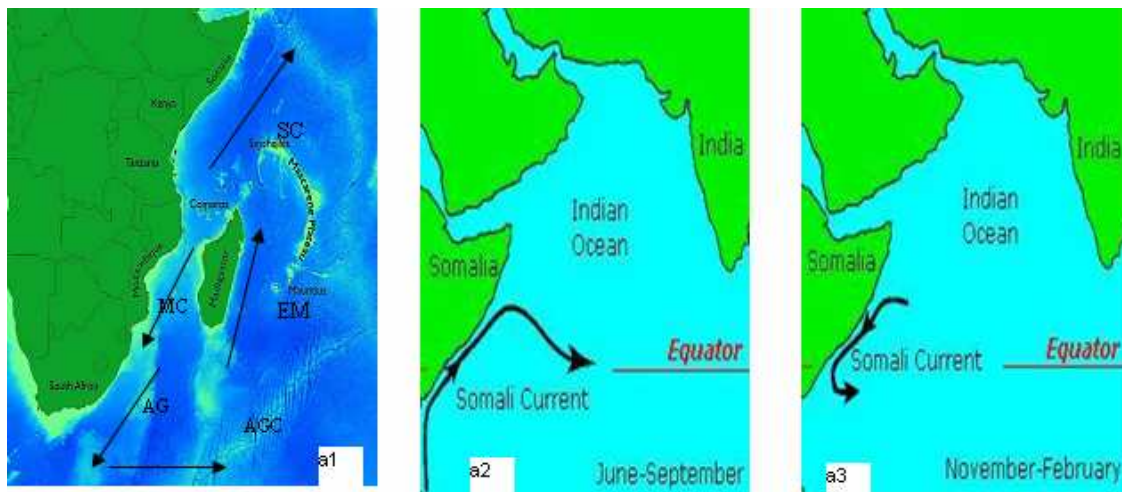 Somalia
Kenya
SC
Seychelles
Tanzania
Mascarene Plateau
Comoros
Mozambique
Madagascar
Mauritius
MC
EM
South Africa
AG
AGC
a1
India
Indian
Ocean
Somalia
Equator
Somali Current
a2
June-September
India
Indian
Ocean
Somalia
Somali Current
Equator
a3
November-February